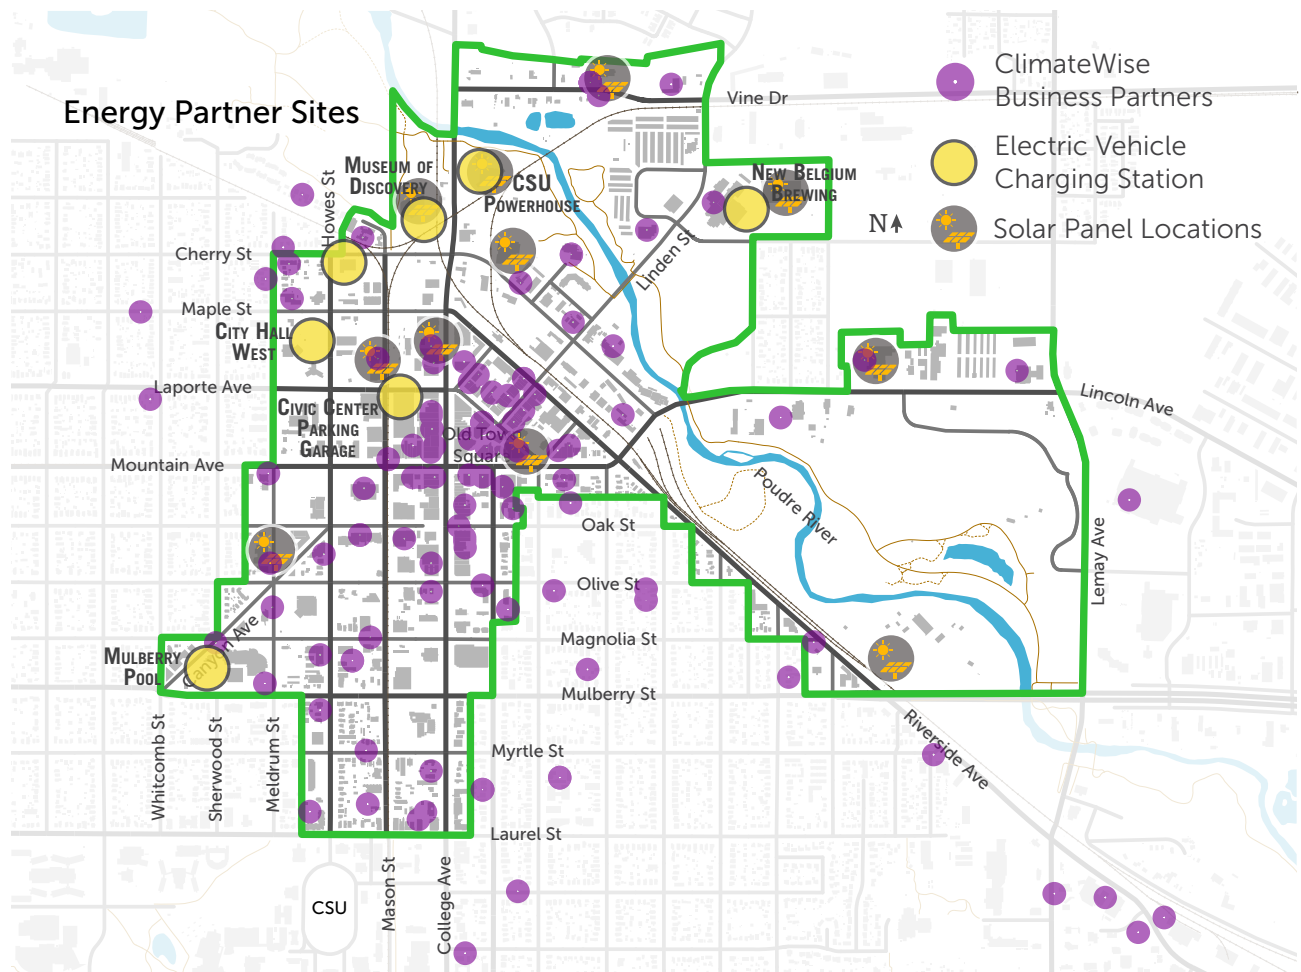 Energy Partner Sites
ClimateWise
Business Partners
Electric Vehicle
Charging Station
Solar Panel Locations
N
Vine Dr
Museum of
Discovery
CSU
Powerhouse
New Belgium
Brewing
Howes St
Cherry St
Linden St
Maple St
City Hall
West
Laporte Ave
Lincoln Ave
Civic Center
Parking
Garage
Old Tow
Square
Mountain Ave
Poudre River
Oak St
Lemay Ave
Olive St
Canyon Ave
Magnolia St
Mulberry
Pool
Mulberry St
Riverside Ave
Whitcomb St
Sherwood St
Meldrum St
Myrtle St
Laurel St
Mason St
College Ave
CSU